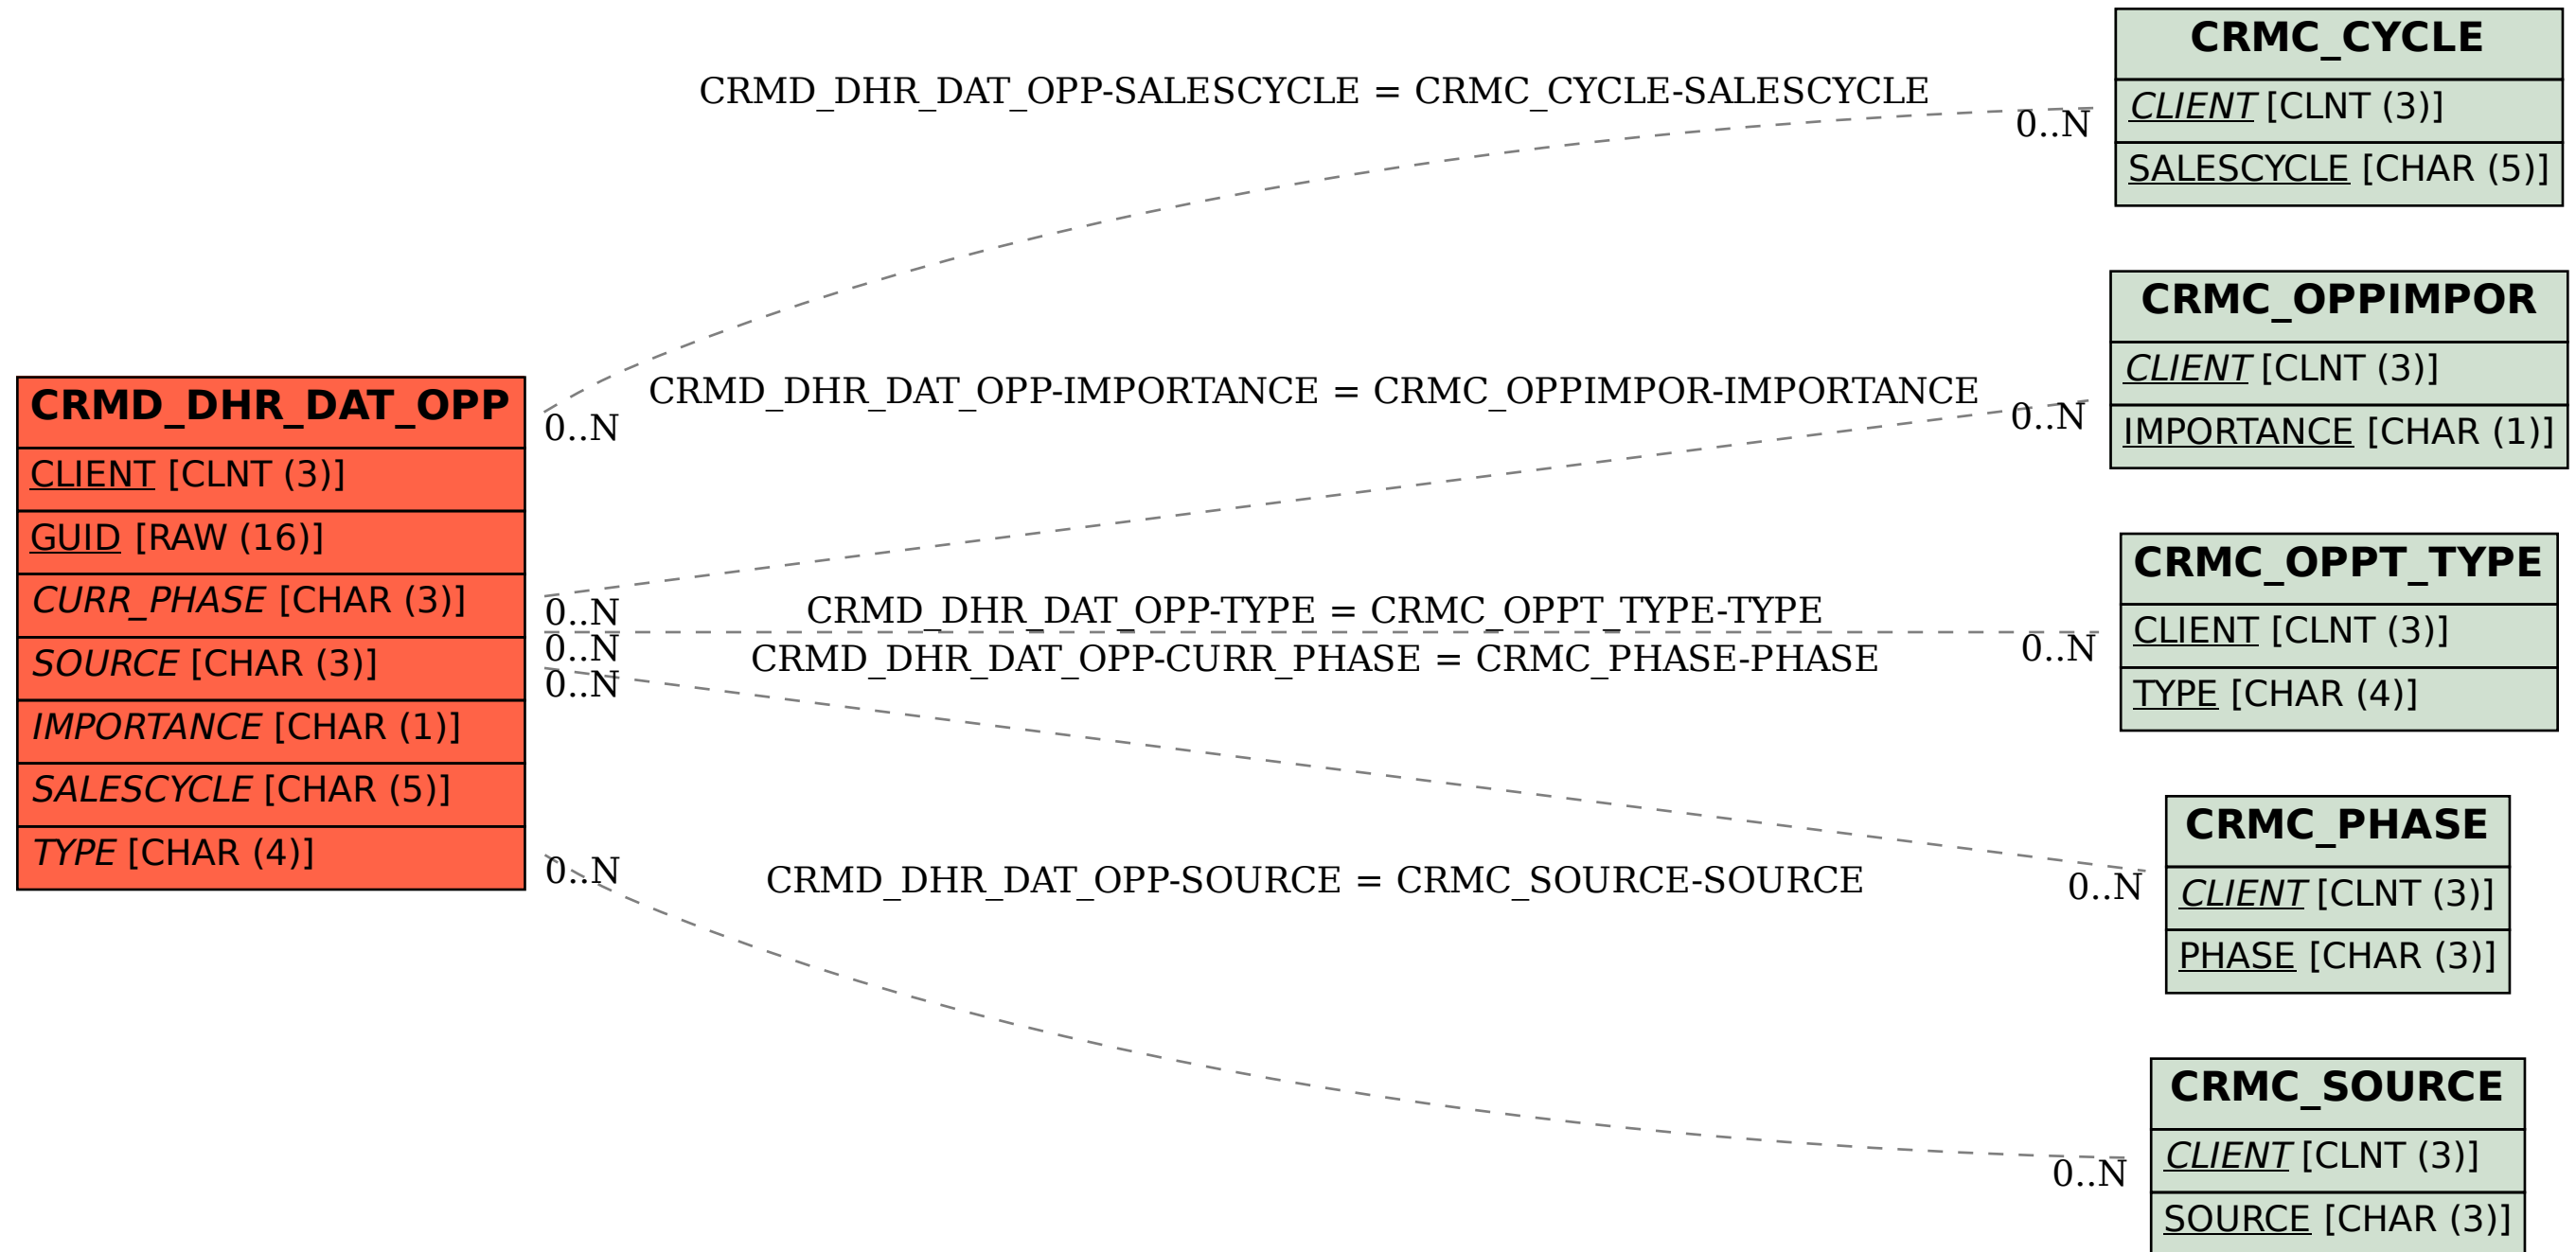 CRMD_DHR_DAT_OPP
CLIENT [CLNT (3)]
GUID [RAW (16)]
CURR_PHASE [CHAR (3)]
SOURCE [CHAR (3)]
IMPORTANCE [CHAR (1)]
SALESCYCLE [CHAR (5)]
TYPE [CHAR (4)]
CRMD_DHR_DAT_OPP-SALESCYCLE = CRMC_CYCLE-SALESCYCLE
0..N
0..N
CRMD_DHR_DAT_OPP-IMPORTANCE = CRMC_OPPIMPOR-IMPORTANCE
0..N
0..N
CRMD_DHR_DAT_OPP-TYPE = CRMC_OPPT_TYPE-TYPE
0..N
0..N
CRMD_DHR_DAT_OPP-CURR_PHASE = CRMC_PHASE-PHASE
0..N
0..N
CRMD_DHR_DAT_OPP-SOURCE = CRMC_SOURCE-SOURCE
0..N
0..N
CRMC_CYCLE
CLIENT [CLNT (3)]
SALESCYCLE [CHAR (5)]
CRMC_OPPIMPOR
CLIENT [CLNT (3)]
IMPORTANCE [CHAR (1)]
CRMC_OPPT_TYPE
CLIENT [CLNT (3)]
TYPE [CHAR (4)]
CRMC_PHASE
CLIENT [CLNT (3)]
PHASE [CHAR (3)]
CRMC_SOURCE
CLIENT [CLNT (3)]
SOURCE [CHAR (3)]